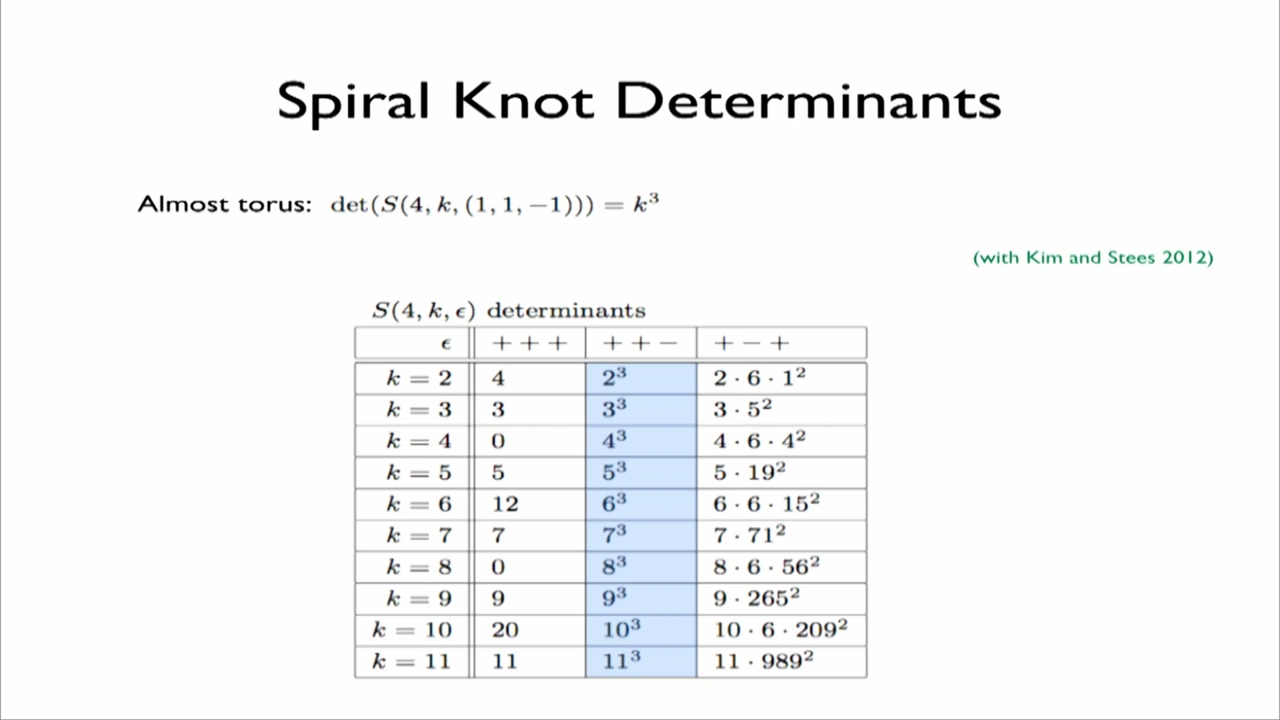 Spiral Knot Determinants
Almost torus: det(S(4, k, (1, 1, −1))) = k³
(with Kim and Stees 2012)
S(4, k, ϵ) determinants
ϵ + + + + + − + − +
k = 2 4 2³ 2 · 6 · 1²
k = 3 3 3³ 3 · 5²
k = 4 0 4³ 4 · 6 · 4²
k = 5 5 5³ 5 · 19²
k = 6 12 6³ 6 · 6 · 15²
k = 7 7 7³ 7 · 71²
k = 8 0 8³ 8 · 6 · 56²
k = 9 9 9³ 9 · 265²
k = 10 20 10³ 10 · 6 · 209²
k = 11 11 11³ 11 · 989²